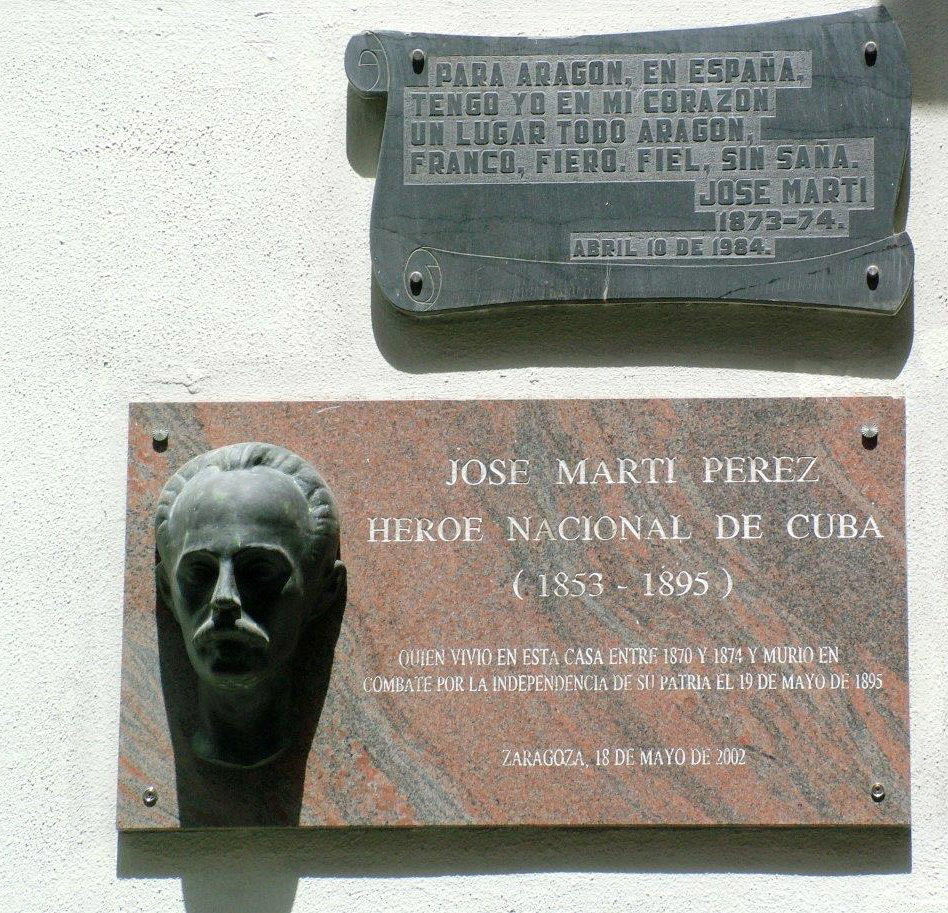 PARA ARAGON, EN ESPAÑA,
TENGO YO EN MI CORAZON
UN LUGAR TODO ARAGON,
FRANCO, FIERO. FIEL, SIN SAÑA.
JOSE MARTI
1873-74.
ABRIL 10 DE 1984.
JOSE MARTI PEREZ
HEROE NACIONAL DE CUBA
(1853 - 1895)
QUIEN VIVIO EN ESTA CASA ENTRE 1870 Y 1874 Y MURIO EN
COMBATE POR LA INDEPENDENCIA DE SU PATRIA EL 19 DE MAYO DE 1895
ZARAGOZA, 18 DE MAYO DE 2002